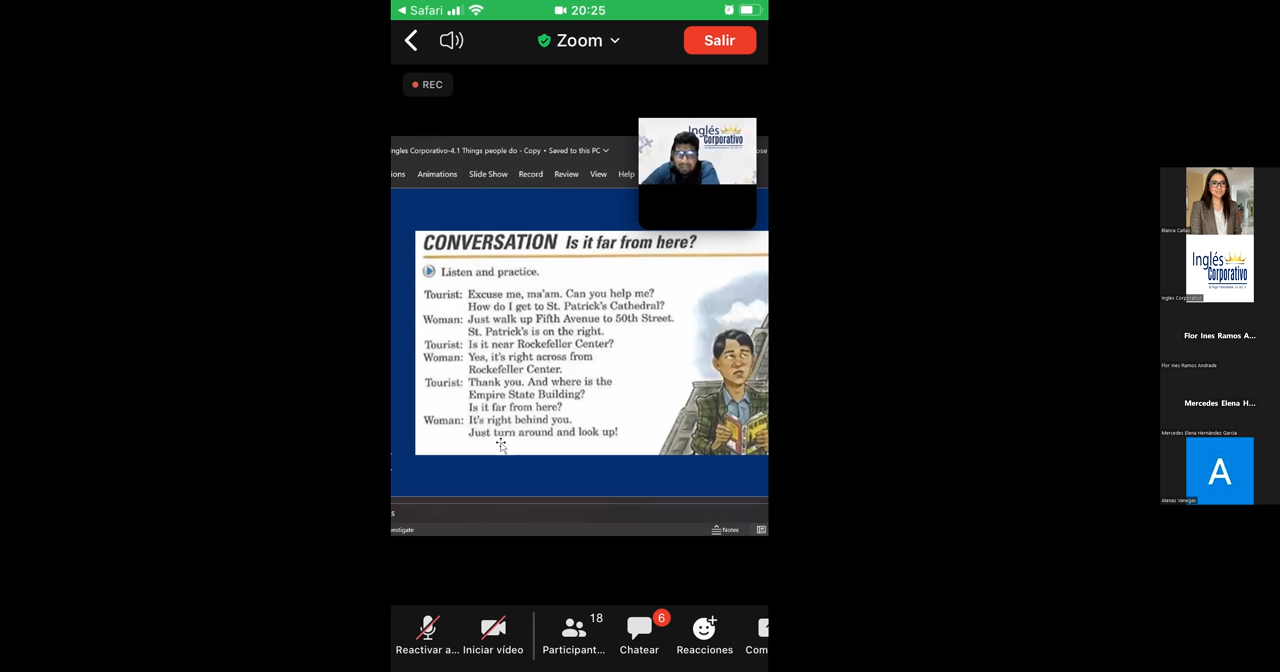 Safari
20:25
Zoom
Salir
REC
Inglés
Corporativo
Ingles Corporativo-4.1 Things people do - Copy • Saved to this PC
Animations Slide Show Record Review View Help
CONVERSATION Is it far from here?
Listen and practice.
Tourist: Excuse me, ma'am. Can you help me?
How do I get to St. Patrick's Cathedral?
Woman: Just walk up Fifth Avenue to 50th Street.
St. Patrick's is on the right.
Tourist: Is it near Rockefeller Center?
Woman: Yes, it's right across from
Rockefeller Center.
Tourist: Thank you. And where is the
Empire State Building?
Is it far from here?
Woman: It's right behind you.
Just turn around and look up!
Notes
18
6
Reactivar a... Iniciar vídeo Participant... Chatear Reacciones Com
Blanca Cañas
Inglés
Corporativo
Ingles Corporativo
Flor Ines Ramos A...
Flor Ines Ramos Andrade
Mercedes Elena H...
Mercedes Elena Hernández Garcia
A
Atenas Vanegas